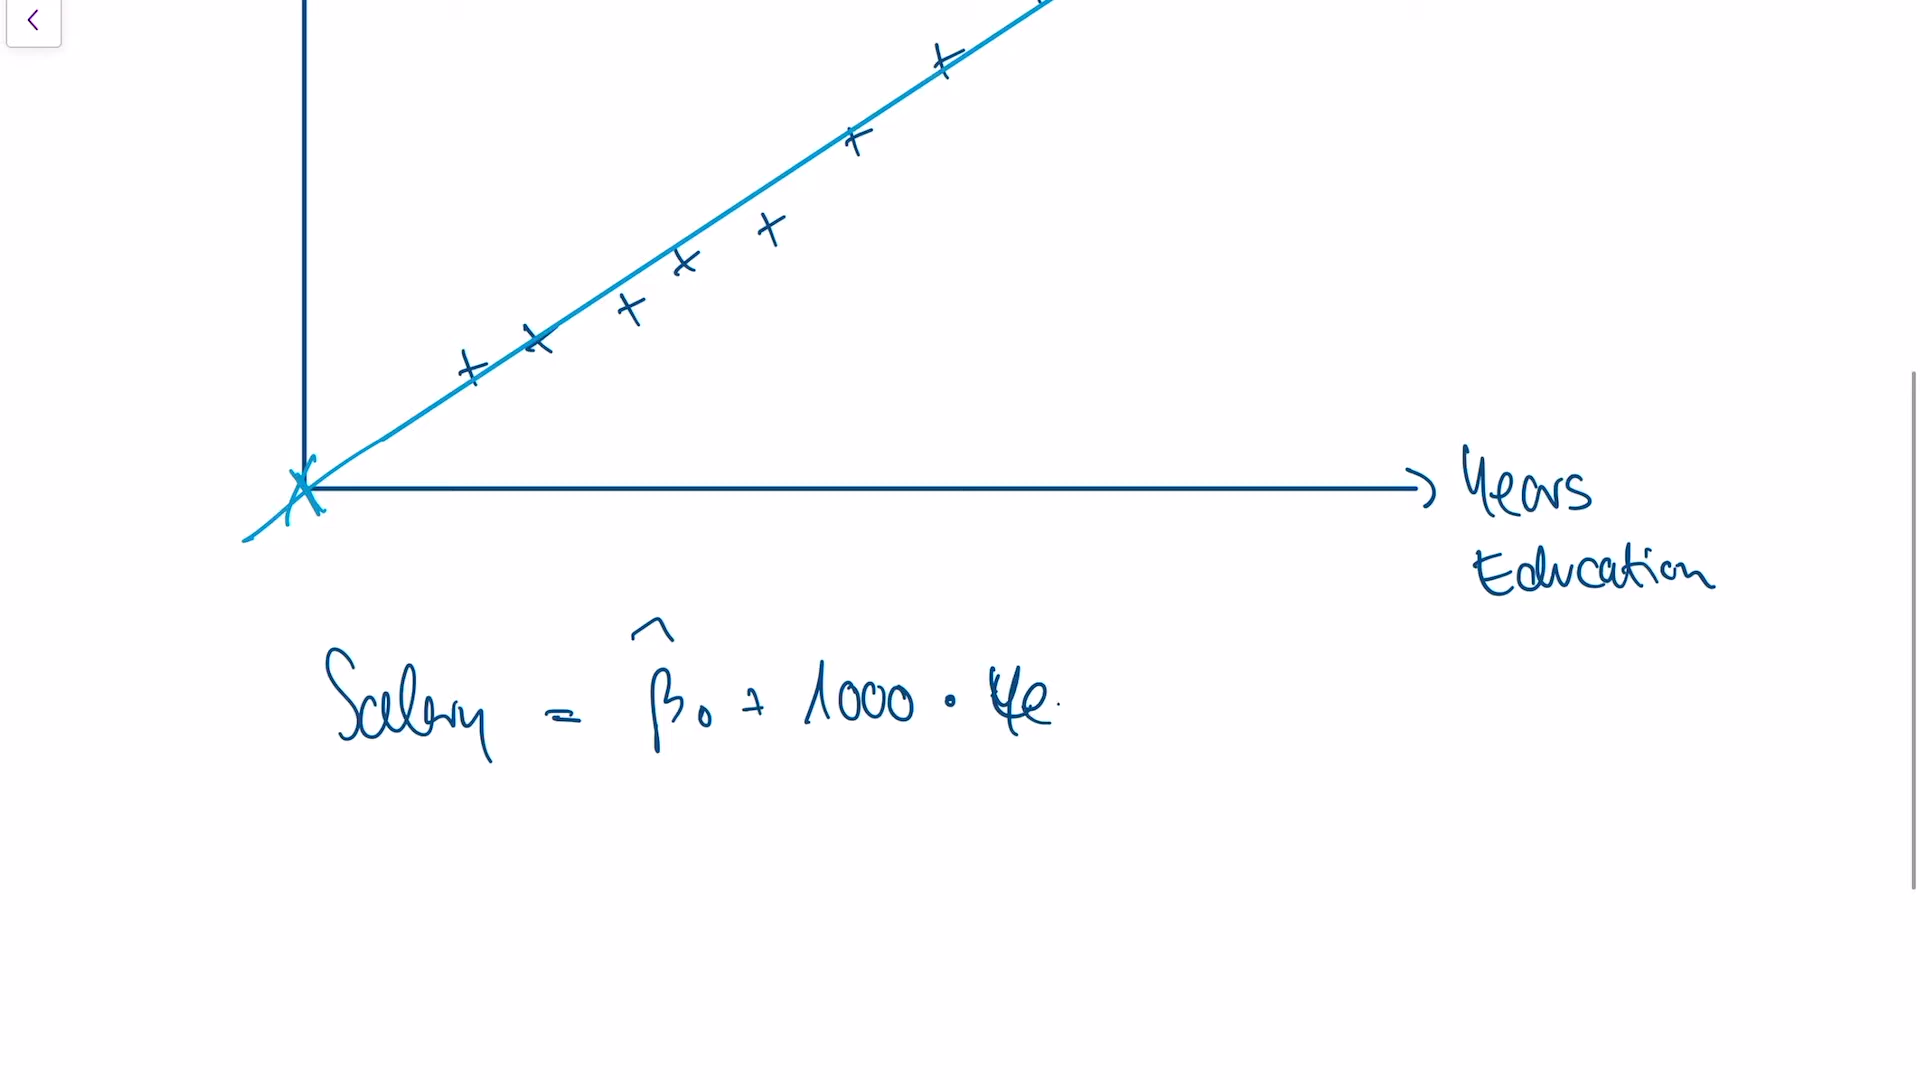 Years
Education
Salary = β̂₀ + 1000 · Ye